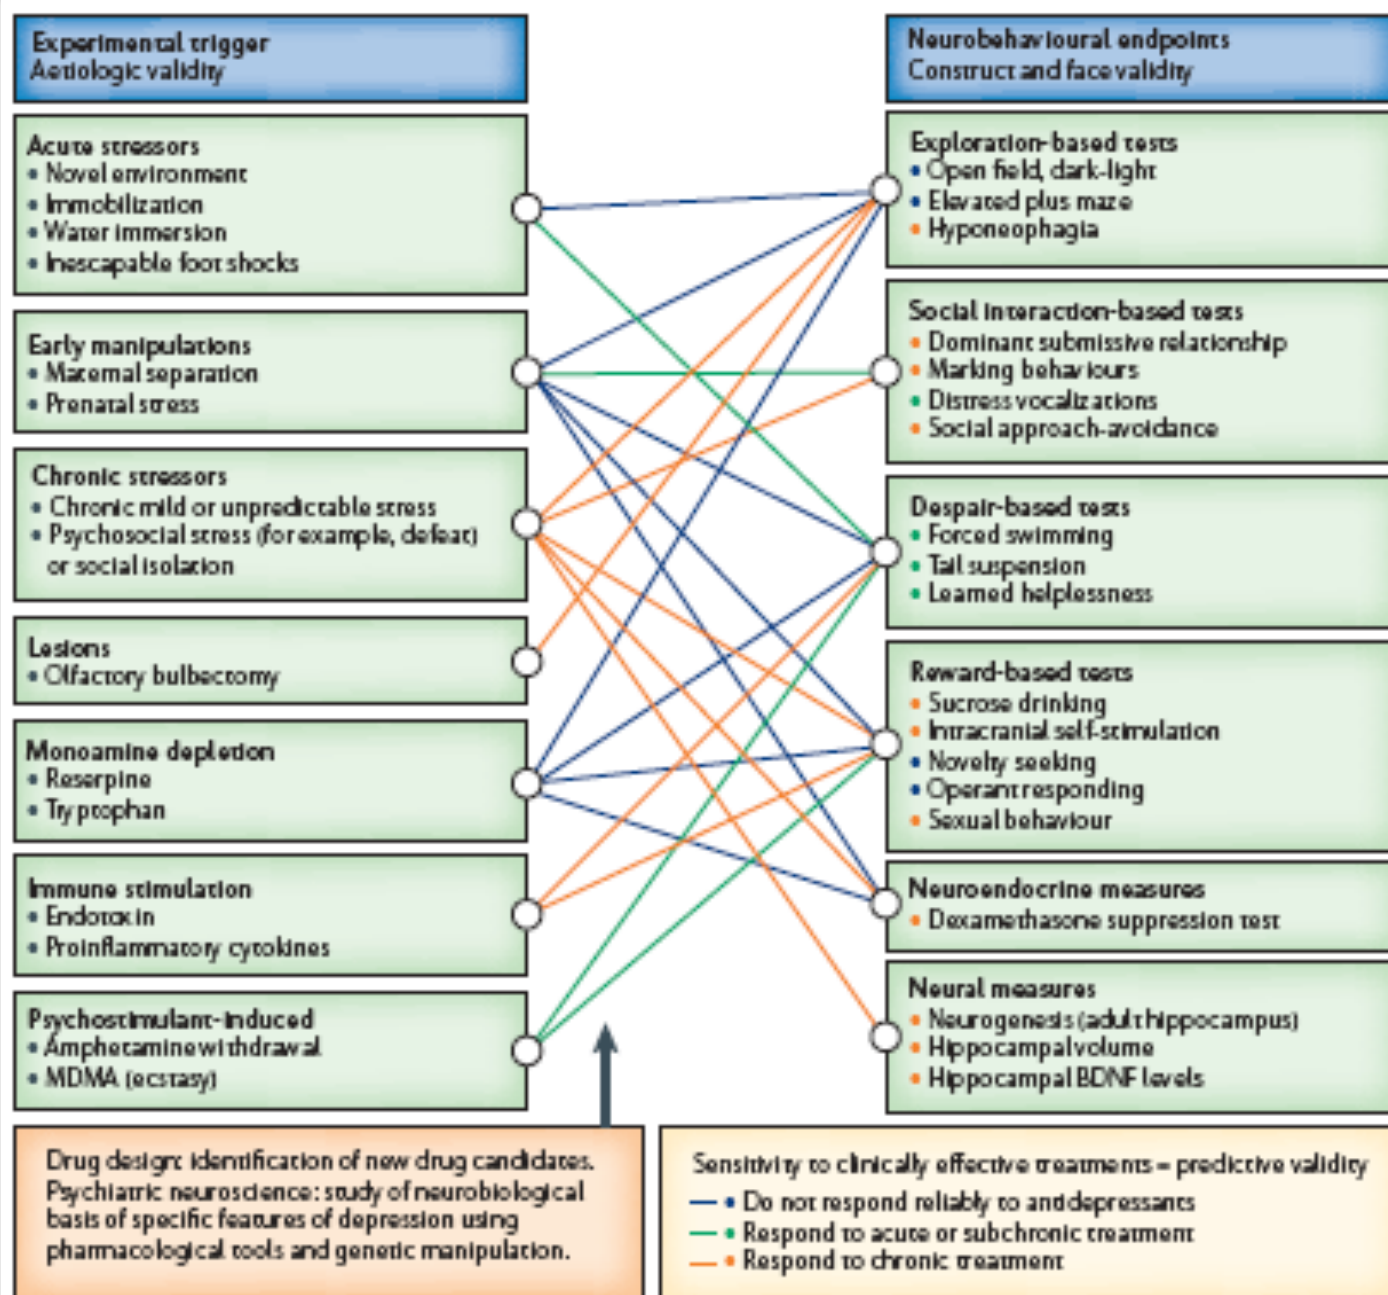 Experimental trigger
Aetiologic validity
Acute stressors
• Novel environment
• Immobilization
• Water immersion
• Inescapable foot shocks
Early manipulations
• Maternal separation
• Prenatal stress
Chronic stressors
• Chronic mild or unpredictable stress
• Psychosocial stress (for example, defeat)
or social isolation
Lesions
• Olfactory bulbectomy
Monoamine depletion
• Reserpine
• Tryptophan
Immune stimulation
• Endotoxin
• Proinflammatory cytokines
Psychostimulant-induced
• Amphetamine withdrawal
• MDMA (ecstasy)
Neurobehavioural endpoints
Construct and face validity
Exploration-based tests
• Open field, dark-light
• Elevated plus maze
• Hyponeophagia
Social interaction-based tests
• Dominant submissive relationship
• Marking behaviours
• Distress vocalizations
• Social approach-avoidance
Despair-based tests
• Forced swimming
• Tail suspension
• Learned helplessness
Reward-based tests
• Sucrose drinking
• Intracranial self-stimulation
• Novelty seeking
• Operant responding
• Sexual behaviour
Neuroendocrine measures
• Dexamethasone suppression test
Neural measures
• Neurogenesis (adult hippocampus)
• Hippocampal volume
• Hippocampal BDNF levels
Drug design: identification of new drug candidates.
Psychiatric neuroscience: study of neurobiological
basis of specific features of depression using
pharmacological tools and genetic manipulation.
Sensitivity to clinically effective treatments = predictive validity
— • Do not respond reliably to antidepressants
— • Respond to acute or subchronic treatment
— • Respond to chronic treatment